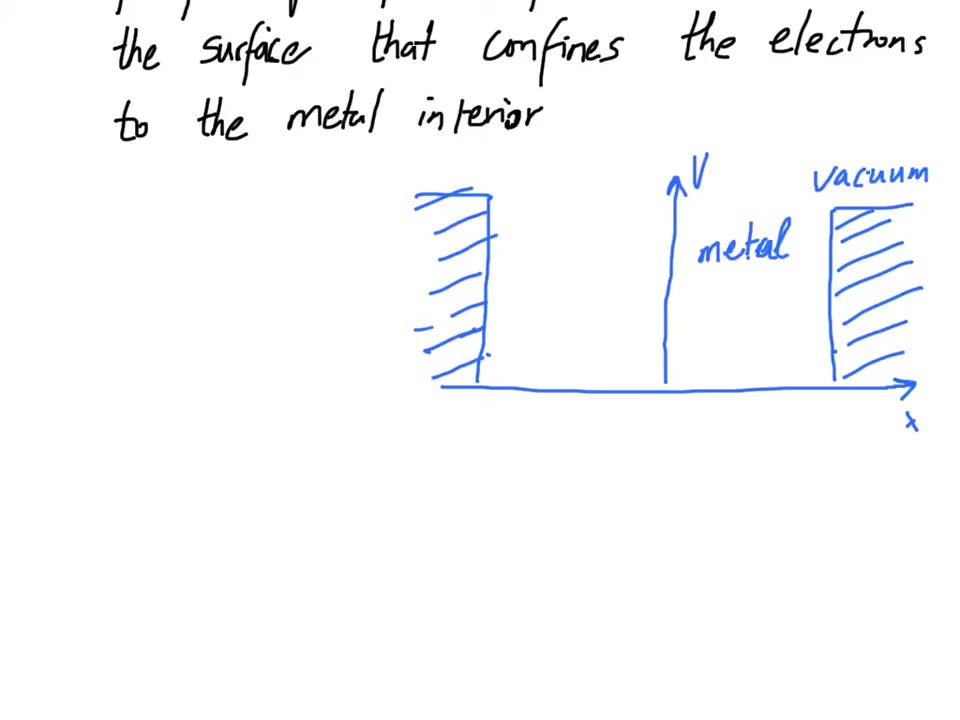 the surface that confines the electrons
to the metal interior
V
vacuum
metal
x